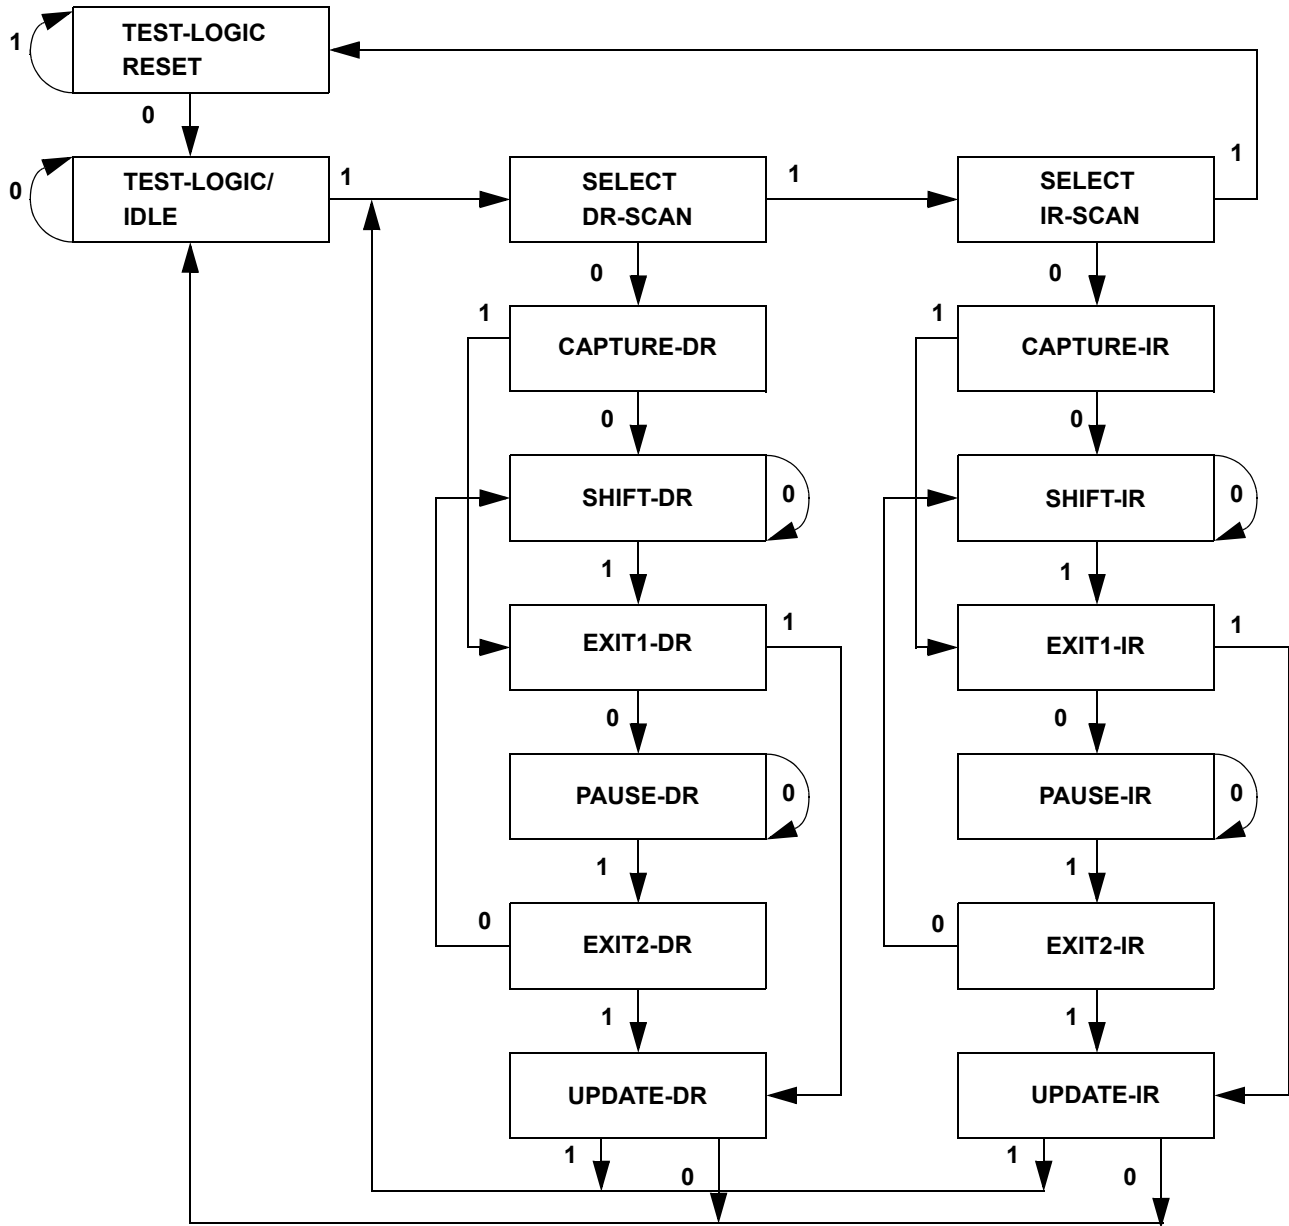 1
TEST-LOGIC
RESET
0
0
TEST-LOGIC/
IDLE
1
SELECT
DR-SCAN
1
SELECT
IR-SCAN
1
0
0
1
CAPTURE-DR
1
CAPTURE-IR
0
0
SHIFT-DR
0
SHIFT-IR
0
1
1
EXIT1-DR
1
EXIT1-IR
1
0
0
PAUSE-DR
0
PAUSE-IR
0
1
1
0
EXIT2-DR
0
EXIT2-IR
1
1
UPDATE-DR
UPDATE-IR
1
0
1
0